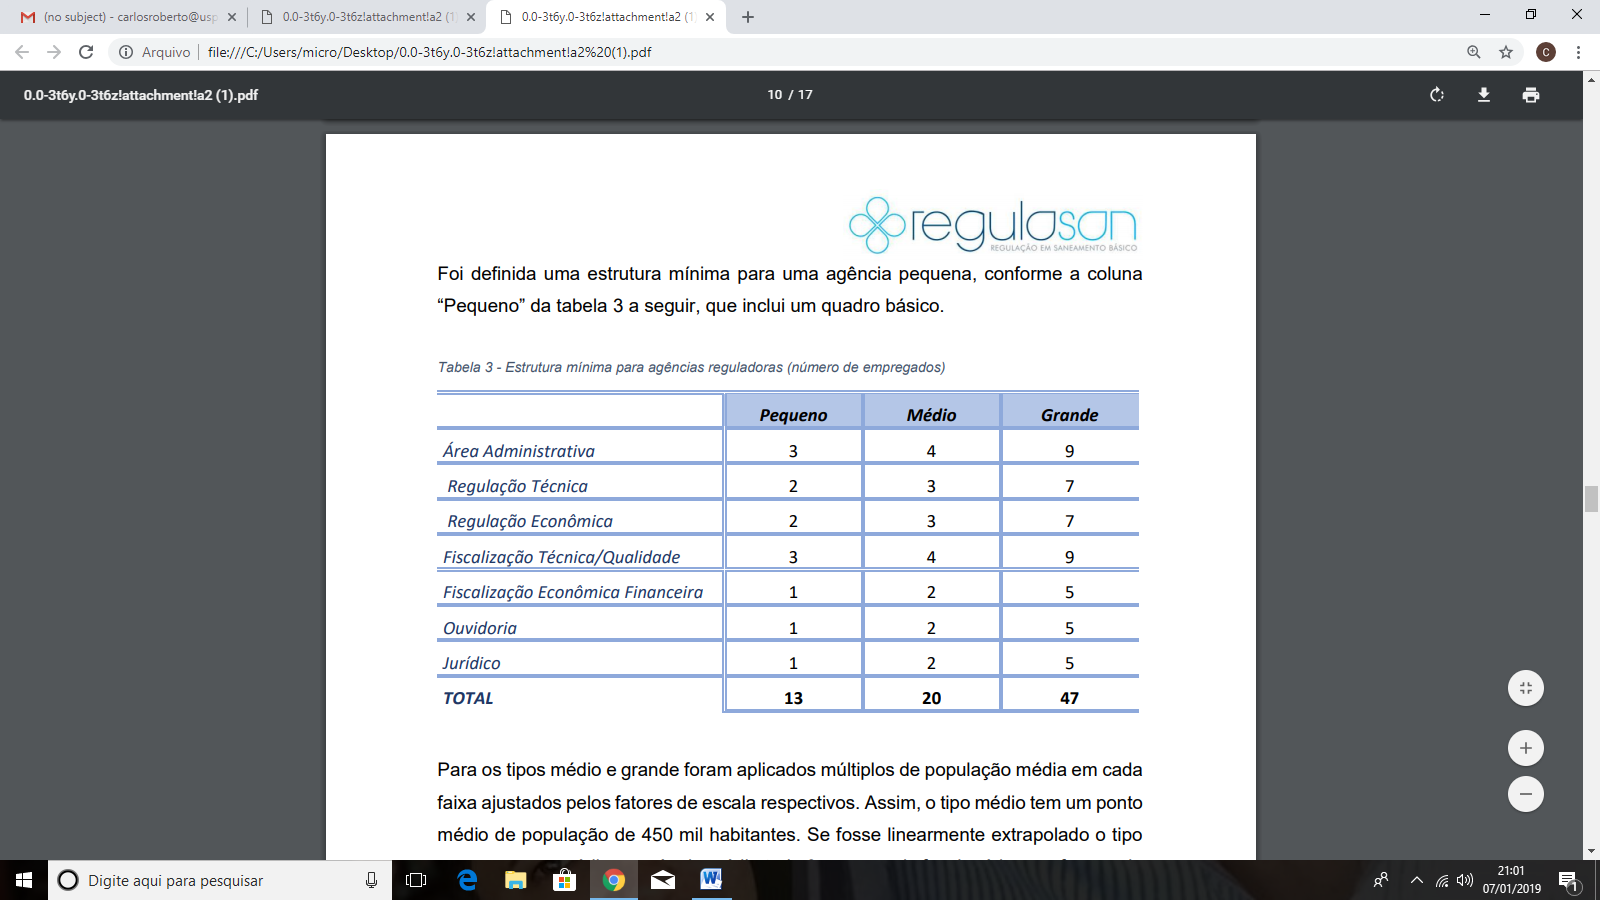 (no subject) - carlosroberto@usp
0.0-3t6y.0-3t6z!attachment!a2 (1)
0.0-3t6y.0-3t6z!attachment!a2 (1)
Arquivo file:///C:/Users/micro/Desktop/0.0-3t6y.0-3t6z!attachment!a2%20(1).pdf
C
0.0-3t6y.0-3t6z!attachment!a2 (1).pdf
10 / 17
regulasan
REGULAÇÃO EM SANEAMENTO BÁSICO
Foi definida uma estrutura mínima para uma agência pequena, conforme a coluna
“Pequeno” da tabela 3 a seguir, que inclui um quadro básico.
Tabela 3 - Estrutura mínima para agências reguladoras (número de empregados)
Pequeno Médio Grande
Área Administrativa 3 4 9
Regulação Técnica 2 3 7
Regulação Econômica 2 3 7
Fiscalização Técnica/Qualidade 3 4 9
Fiscalização Econômica Financeira 1 2 5
Ouvidoria 1 2 5
Jurídico 1 2 5
TOTAL 13 20 47
Para os tipos médio e grande foram aplicados múltiplos de população média em cada
faixa ajustados pelos fatores de escala respectivos. Assim, o tipo médio tem um ponto
médio de população de 450 mil habitantes. Se fosse linearmente extrapolado o tipo
Digite aqui para pesquisar
21:01
07/01/2019
1